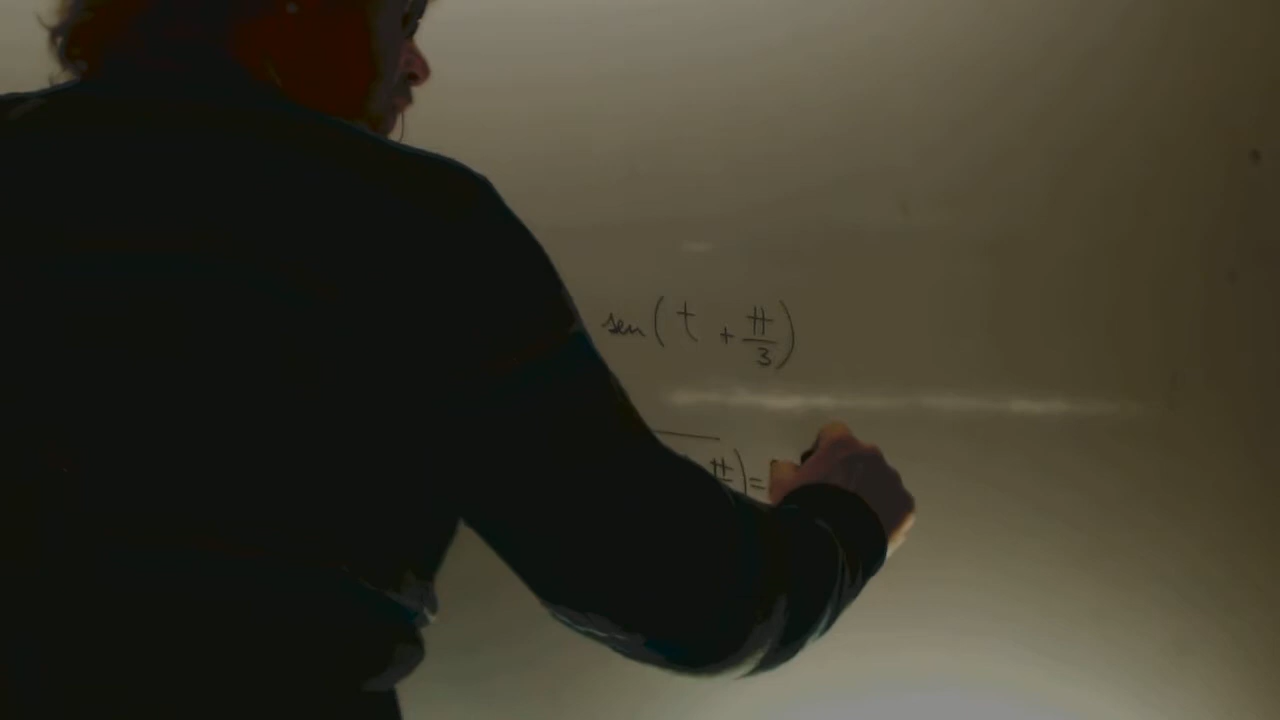 sen(t + π/3)
π) =